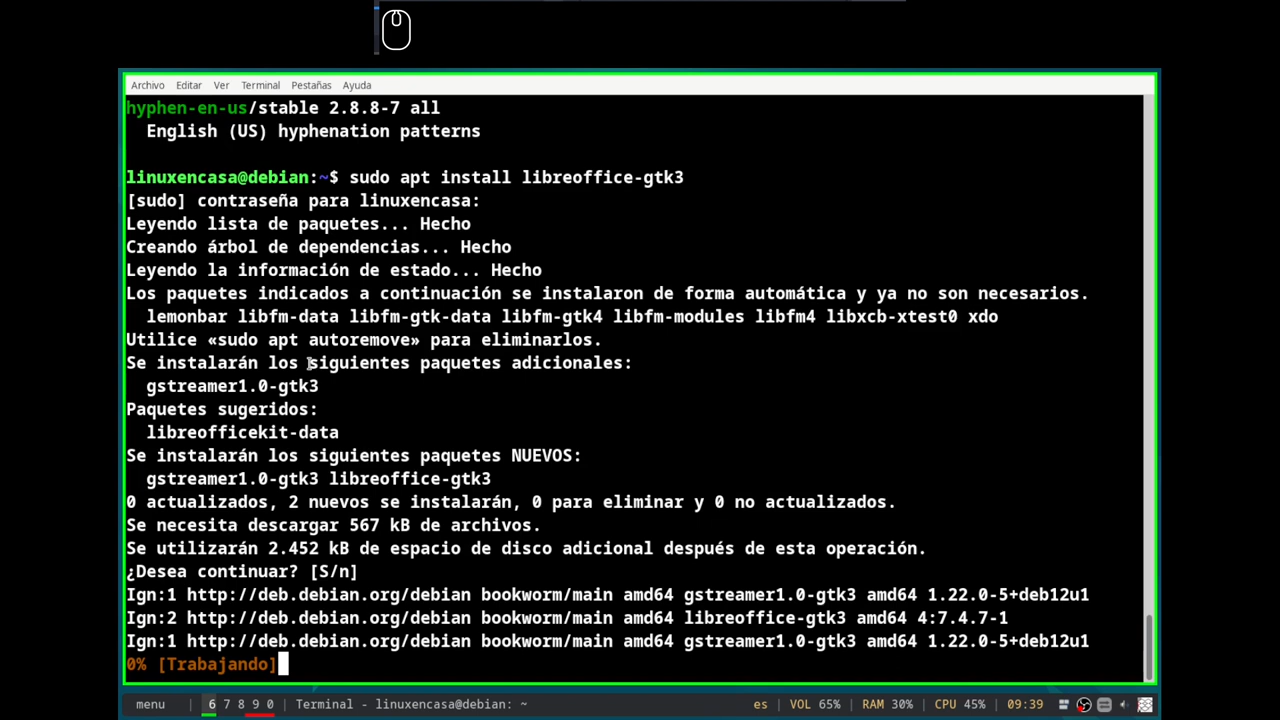 Archivo Editar Ver Terminal Pestañas Ayuda
hyphen-en-us/stable 2.8.8-7 all
English (US) hyphenation patterns
linuxencasa@debian:~$ sudo apt install libreoffice-gtk3
[sudo] contraseña para linuxencasa:
Leyendo lista de paquetes... Hecho
Creando árbol de dependencias... Hecho
Leyendo la información de estado... Hecho
Los paquetes indicados a continuación se instalaron de forma automática y ya no son necesarios.
lemonbar libfm-data libfm-gtk-data libfm-gtk4 libfm-modules libfm4 libxcb-xtest0 xdo
Utilice «sudo apt autoremove» para eliminarlos.
Se instalarán los siguientes paquetes adicionales:
gstreamer1.0-gtk3
Paquetes sugeridos:
libreofficekit-data
Se instalarán los siguientes paquetes NUEVOS:
gstreamer1.0-gtk3 libreoffice-gtk3
0 actualizados, 2 nuevos se instalarán, 0 para eliminar y 0 no actualizados.
Se necesita descargar 567 kB de archivos.
Se utilizarán 2.452 kB de espacio de disco adicional después de esta operación.
¿Desea continuar? [S/n]
Ign:1 http://deb.debian.org/debian bookworm/main amd64 gstreamer1.0-gtk3 amd64 1.22.0-5+deb12u1
Ign:2 http://deb.debian.org/debian bookworm/main amd64 libreoffice-gtk3 amd64 4:7.4.7-1
Ign:1 http://deb.debian.org/debian bookworm/main amd64 gstreamer1.0-gtk3 amd64 1.22.0-5+deb12u1
0% [Trabajando]
menu | 6 7 8 9 0 | Terminal - linuxencasa@debian: ~ es | VOL 65% | RAM 30% | CPU 45% | 09:39